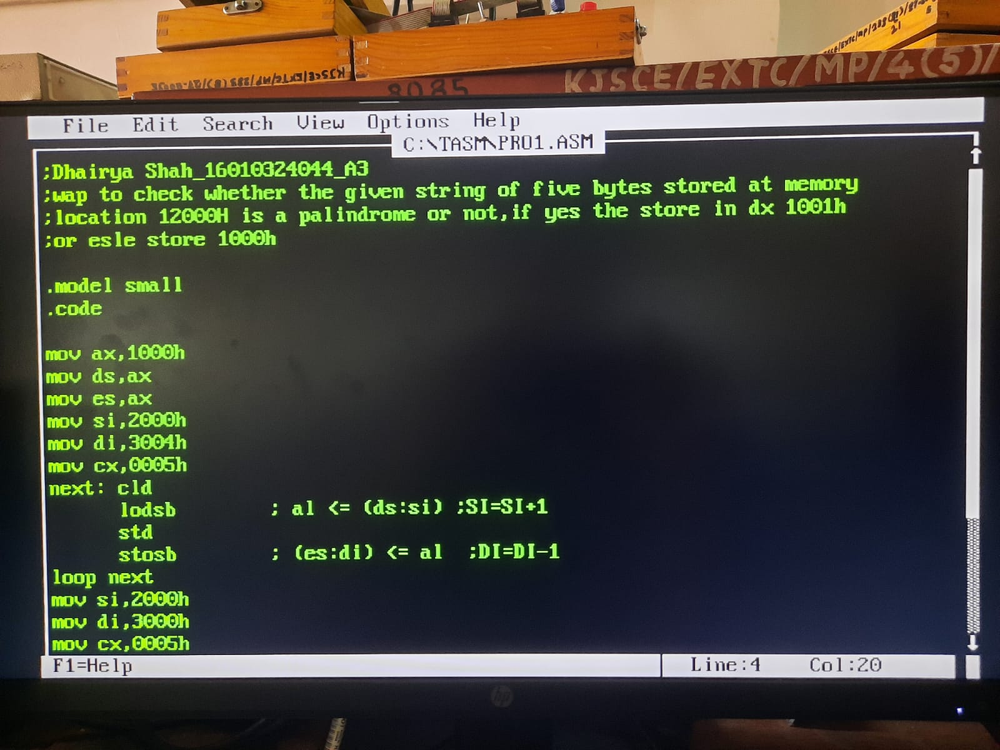 8085
KJSCE/EXTC/MP/4(5)/
File Edit Search View Options Help
C:\TASM\PRO1.ASM
;Dhairya Shah_16010324044_A3
;wap to check whether the given string of five bytes stored at memory
;location 12000H is a palindrome or not,if yes the store in dx 1001h
;or esle store 1000h
.model small
.code
mov ax,1000h
mov ds,ax
mov es,ax
mov si,2000h
mov di,3004h
mov cx,0005h
next: cld
lodsb ; al <= (ds:si) ;SI=SI+1
std
stosb ; (es:di) <= al ;DI=DI-1
loop next
mov si,2000h
mov di,3000h
mov cx,0005h
F1=Help Line:4 Col:20
hp